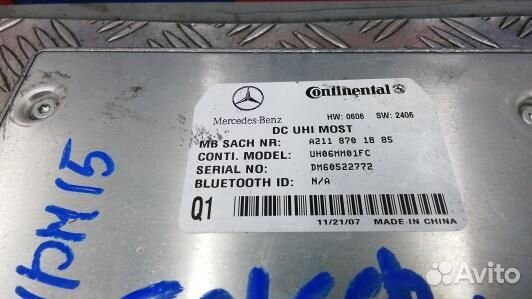 Mercedes-Benz
Continental
HW: 0606 SW: 2406
DC UHI MOST
MB SACH NR: A211 870 18 85
CONTI. MODEL: UH06MM01FC
SERIAL NO: DM60522772
BLUETOOTH ID: N/A
Q1
11/21/07 MADE IN CHINA
Avito